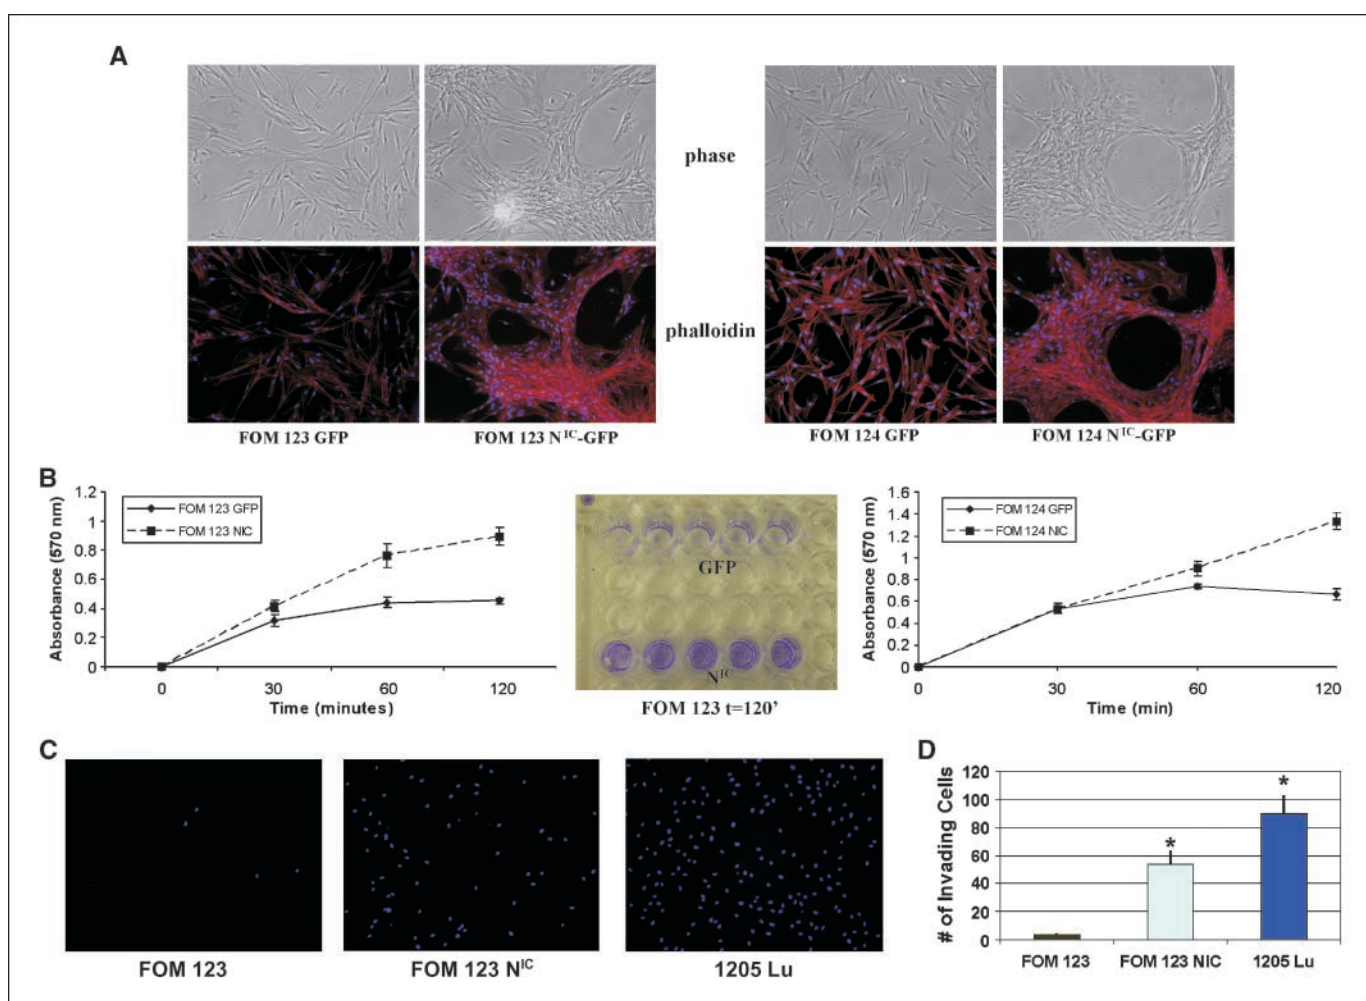 A
phase
phalloidin
FOM 123 GFP
FOM 123 N^IC-GFP
FOM 124 GFP
FOM 124 N^IC-GFP
B
Absorbance (570 nm)
1.2
1
0.8
0.6
0.4
0.2
0
FOM 123 GFP
FOM 123 NIC
0 30 60 120
Time (minutes)
GFP
N^IC
FOM 123 t=120'
Absorbance (570 nm)
1.6
1.4
1.2
1
0.8
0.6
0.4
0.2
0
FOM 124 GFP
FOM 124 NIC
0 30 60 120
Time (min)
C
FOM 123
FOM 123 N^IC
1205 Lu
D
# of Invading Cells
120
100
80
60
40
20
0
*
*
FOM 123 FOM 123 NIC 1205 Lu